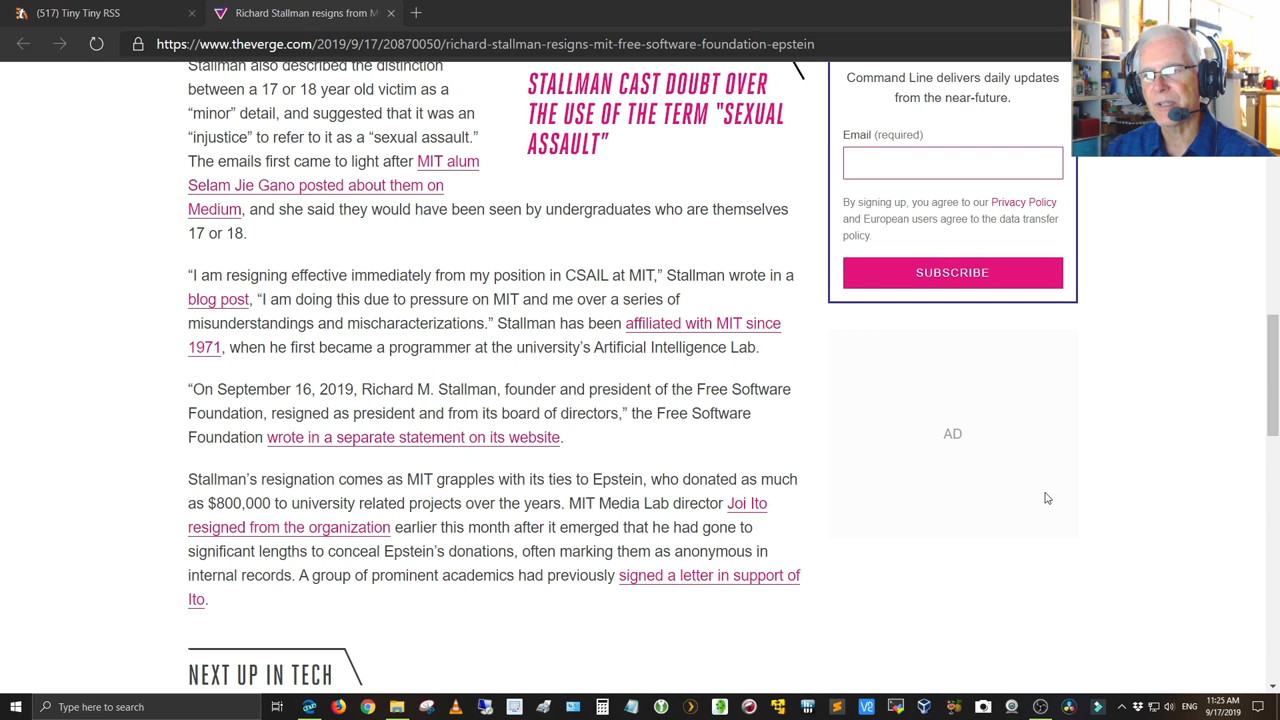 (517) Tiny Tiny RSS
Richard Stallman resigns from M
https://www.theverge.com/2019/9/17/20870050/richard-stallman-resigns-mit-free-software-foundation-epstein
Stallman also described the distinction
between a 17 or 18 year old victim as a
“minor” detail, and suggested that it was an
“injustice” to refer to it as a “sexual assault.”
The emails first came to light after MIT alum
Selam Jie Gano posted about them on
Medium, and she said they would have been seen by undergraduates who are themselves
17 or 18.
STALLMAN CAST DOUBT OVER
THE USE OF THE TERM "SEXUAL
ASSAULT"
“I am resigning effective immediately from my position in CSAIL at MIT,” Stallman wrote in a
blog post, “I am doing this due to pressure on MIT and me over a series of
misunderstandings and mischaracterizations.” Stallman has been affiliated with MIT since
1971, when he first became a programmer at the university’s Artificial Intelligence Lab.
“On September 16, 2019, Richard M. Stallman, founder and president of the Free Software
Foundation, resigned as president and from its board of directors,” the Free Software
Foundation wrote in a separate statement on its website.
Stallman’s resignation comes as MIT grapples with its ties to Epstein, who donated as much
as $800,000 to university related projects over the years. MIT Media Lab director Joi Ito
resigned from the organization earlier this month after it emerged that he had gone to
significant lengths to conceal Epstein’s donations, often marking them as anonymous in
internal records. A group of prominent academics had previously signed a letter in support of
Ito.
NEXT UP IN TECH
Command Line delivers daily updates
from the near-future.
Email (required)
By signing up, you agree to our Privacy Policy
and European users agree to the data transfer
policy.
SUBSCRIBE
AD
Type here to search
ENG
11:25 AM
9/17/2019